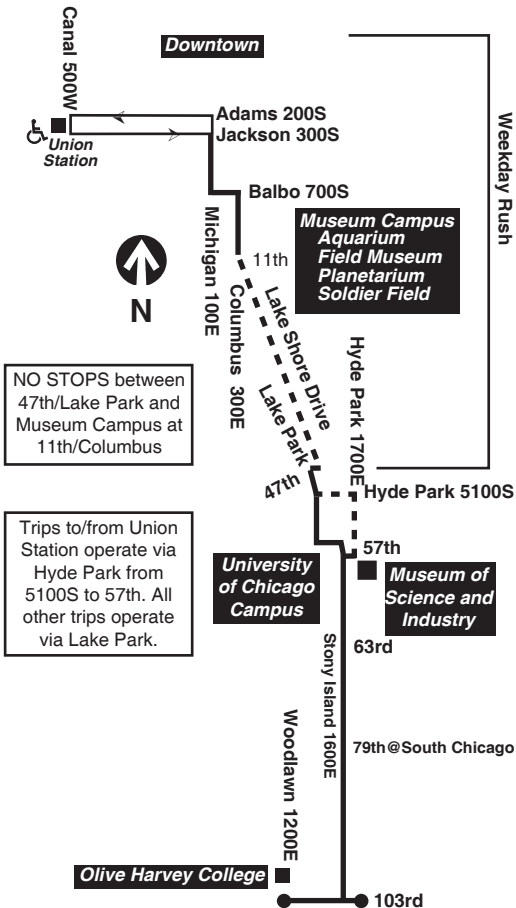 Canal 500W
Downtown
Adams 200S
Jackson 300S
Union
Station
Weekday Rush
Balbo 700S
Michigan 100E
Museum Campus
Aquarium
Field Museum
Planetarium
Soldier Field
11th
N
Columbus 300E
Lake Shore Drive
Lake Park
Hyde Park 1700E
NO STOPS between
47th/Lake Park and
Museum Campus at
11th/Columbus
47th
Hyde Park 5100S
Trips to/from Union
Station operate via
Hyde Park from
5100S to 57th. All
other trips operate
via Lake Park.
57th
University
of Chicago
Campus
Museum of
Science and
Industry
Stony Island 1600E
63rd
Woodlawn 1200E
79th@South Chicago
Olive Harvey College
103rd